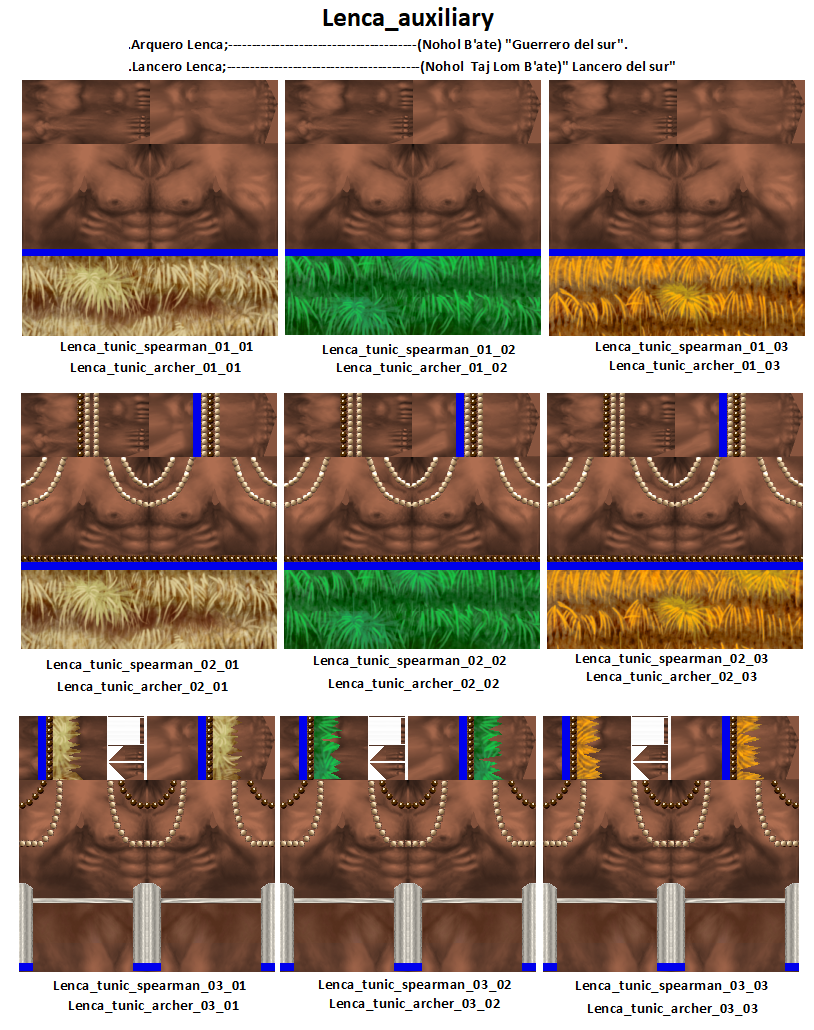 Lenca_auxiliary
.Arquero Lenca;----------------------------------------(Nohol B'ate) "Guerrero del sur".
.Lancero Lenca;-----------------------------------------(Nohol  Taj Lom B'ate)" Lancero del sur"
Lenca_tunic_spearman_01_01 Lenca_tunic_spearman_01_02 Lenca_tunic_spearman_01_03
Lenca_tunic_archer_01_01 Lenca_tunic_archer_01_02 Lenca_tunic_archer_01_03
Lenca_tunic_spearman_02_01 Lenca_tunic_spearman_02_02 Lenca_tunic_spearman_02_03
Lenca_tunic_archer_02_01 Lenca_tunic_archer_02_02 Lenca_tunic_archer_02_03
Lenca_tunic_spearman_03_01 Lenca_tunic_spearman_03_02 Lenca_tunic_spearman_03_03
Lenca_tunic_archer_03_01 Lenca_tunic_archer_03_02 Lenca_tunic_archer_03_03